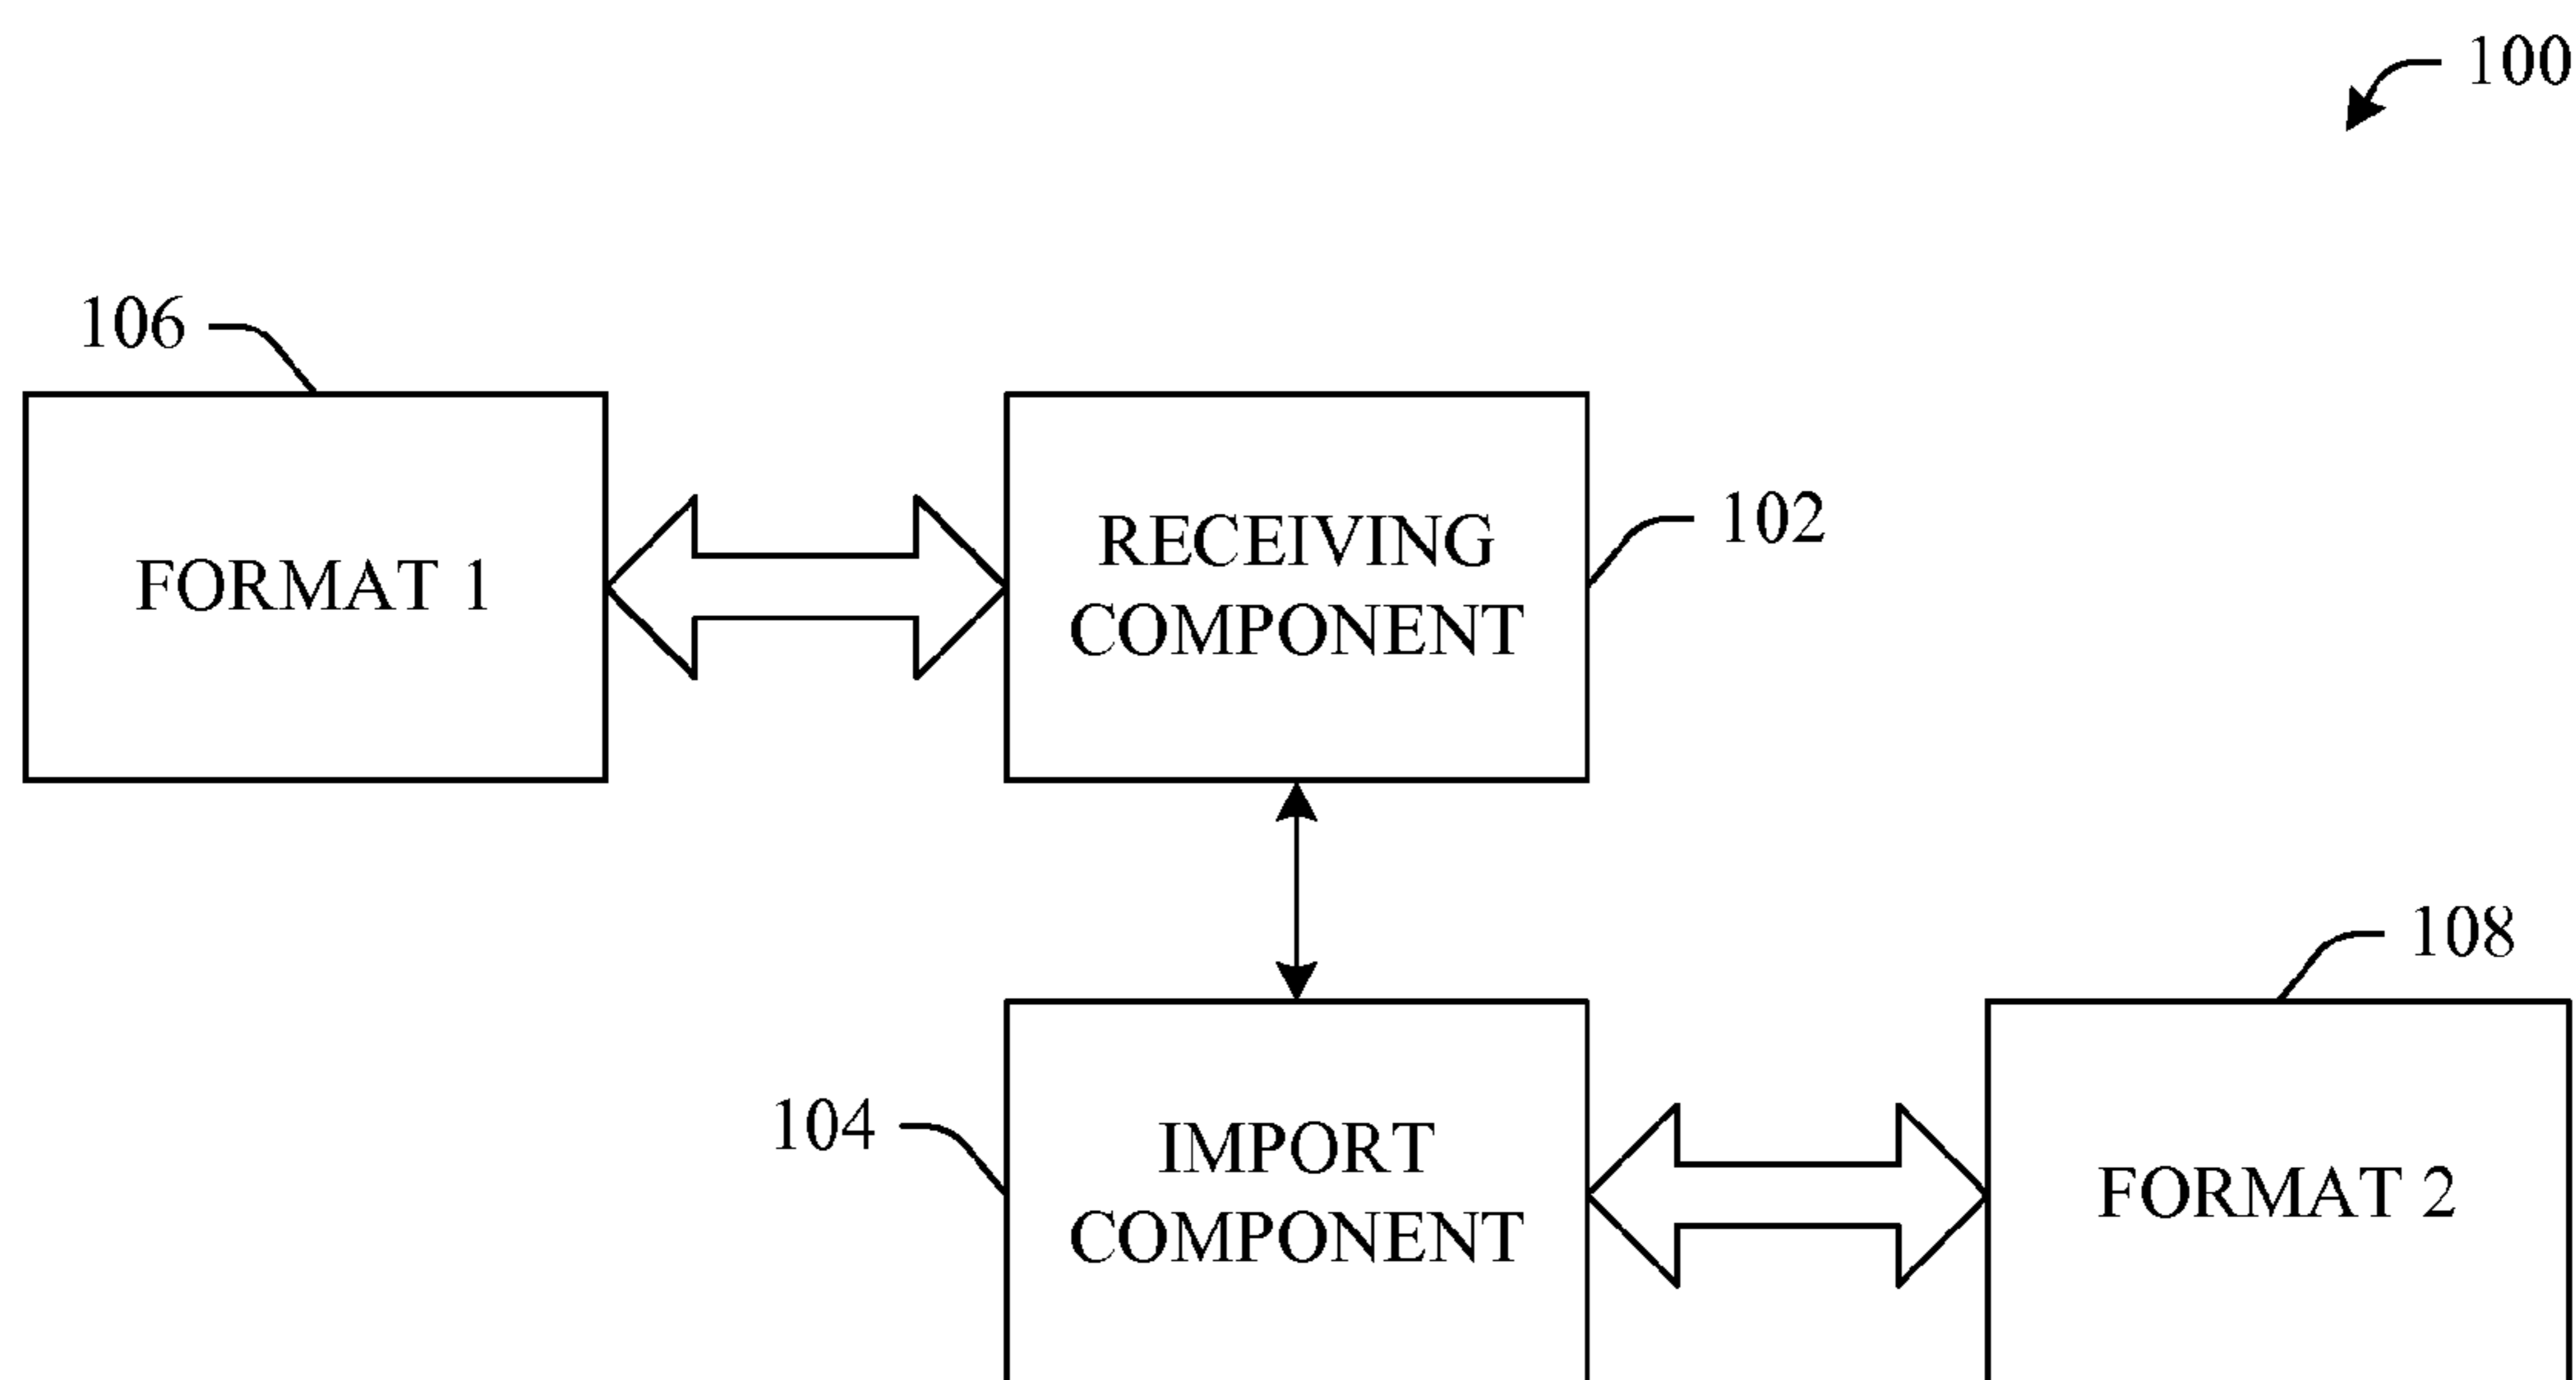 100
106
FORMAT 1
RECEIVING
COMPONENT
102
108
104
IMPORT
COMPONENT
FORMAT 2